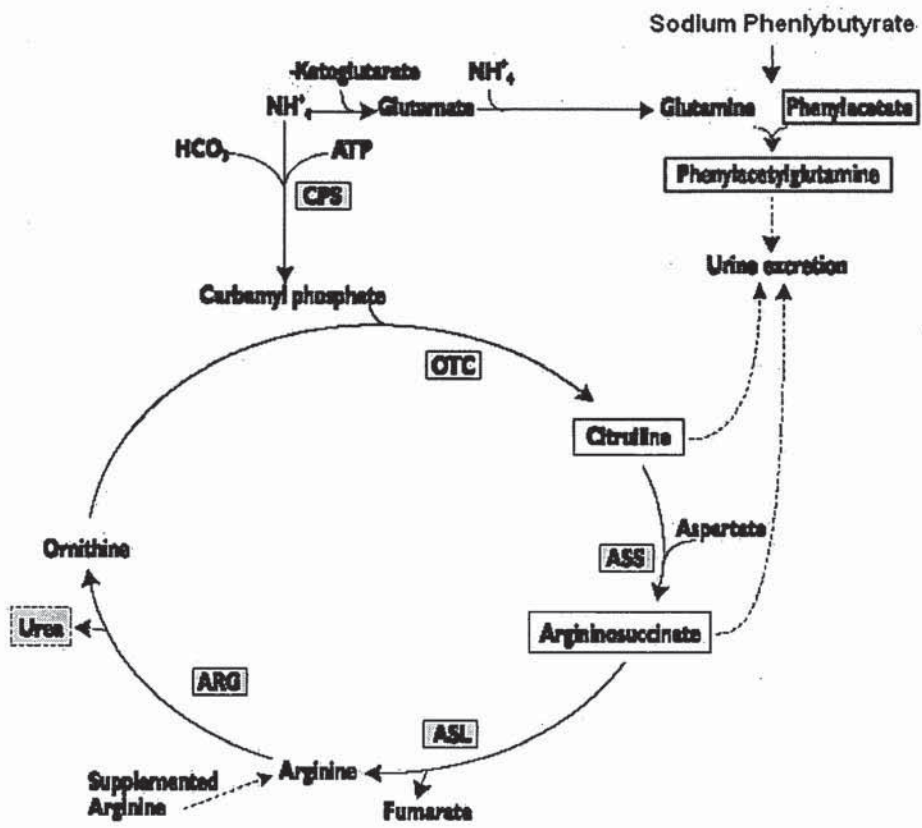 Sodium Phenlybutyrate
-Ketoglutarate
NH⁺₄
NH⁺₄
Glutamate
Glutamine
Phenylacetate
HCO₃
ATP
Phenylacetylglutamine
CPS
Urine excretion
Carbamyl phosphate
OTC
Citrulline
Aspartate
Ornithine
ASS
Urea
Argininosuccinate
ARG
ASL
Arginine
Supplemented
Arginine
Fumarate